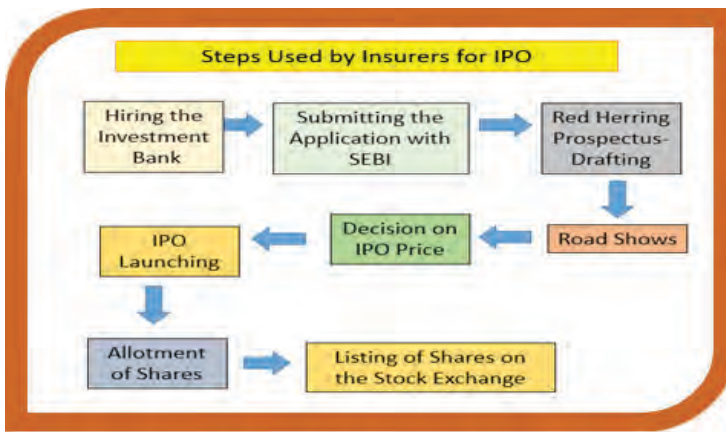 Steps Used by Insurers for IPO
Hiring the
Investment
Bank
Submitting the
Application with
SEBI
Red Herring
Prospectus-
Drafting
Road Shows
Decision on
IPO Price
IPO
Launching
Allotment
of Shares
Listing of Shares on
the Stock Exchange